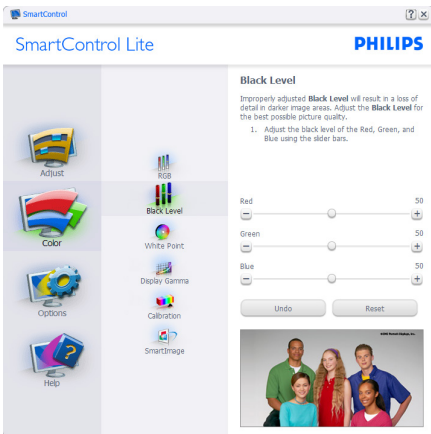 SmartControl
SmartControl Lite
PHILIPS
Adjust
Color
Options
Help
RGB
Black Level
White Point
Display Gamma
Calibration
SmartImage
Black Level
Improperly adjusted Black Level will result in a loss of
detail in darker image areas. Adjust the Black Level for
the best possible picture quality.
1. Adjust the black level of the Red, Green, and
Blue using the slider bars.
Red 50
Green 50
Blue 50
Undo Reset